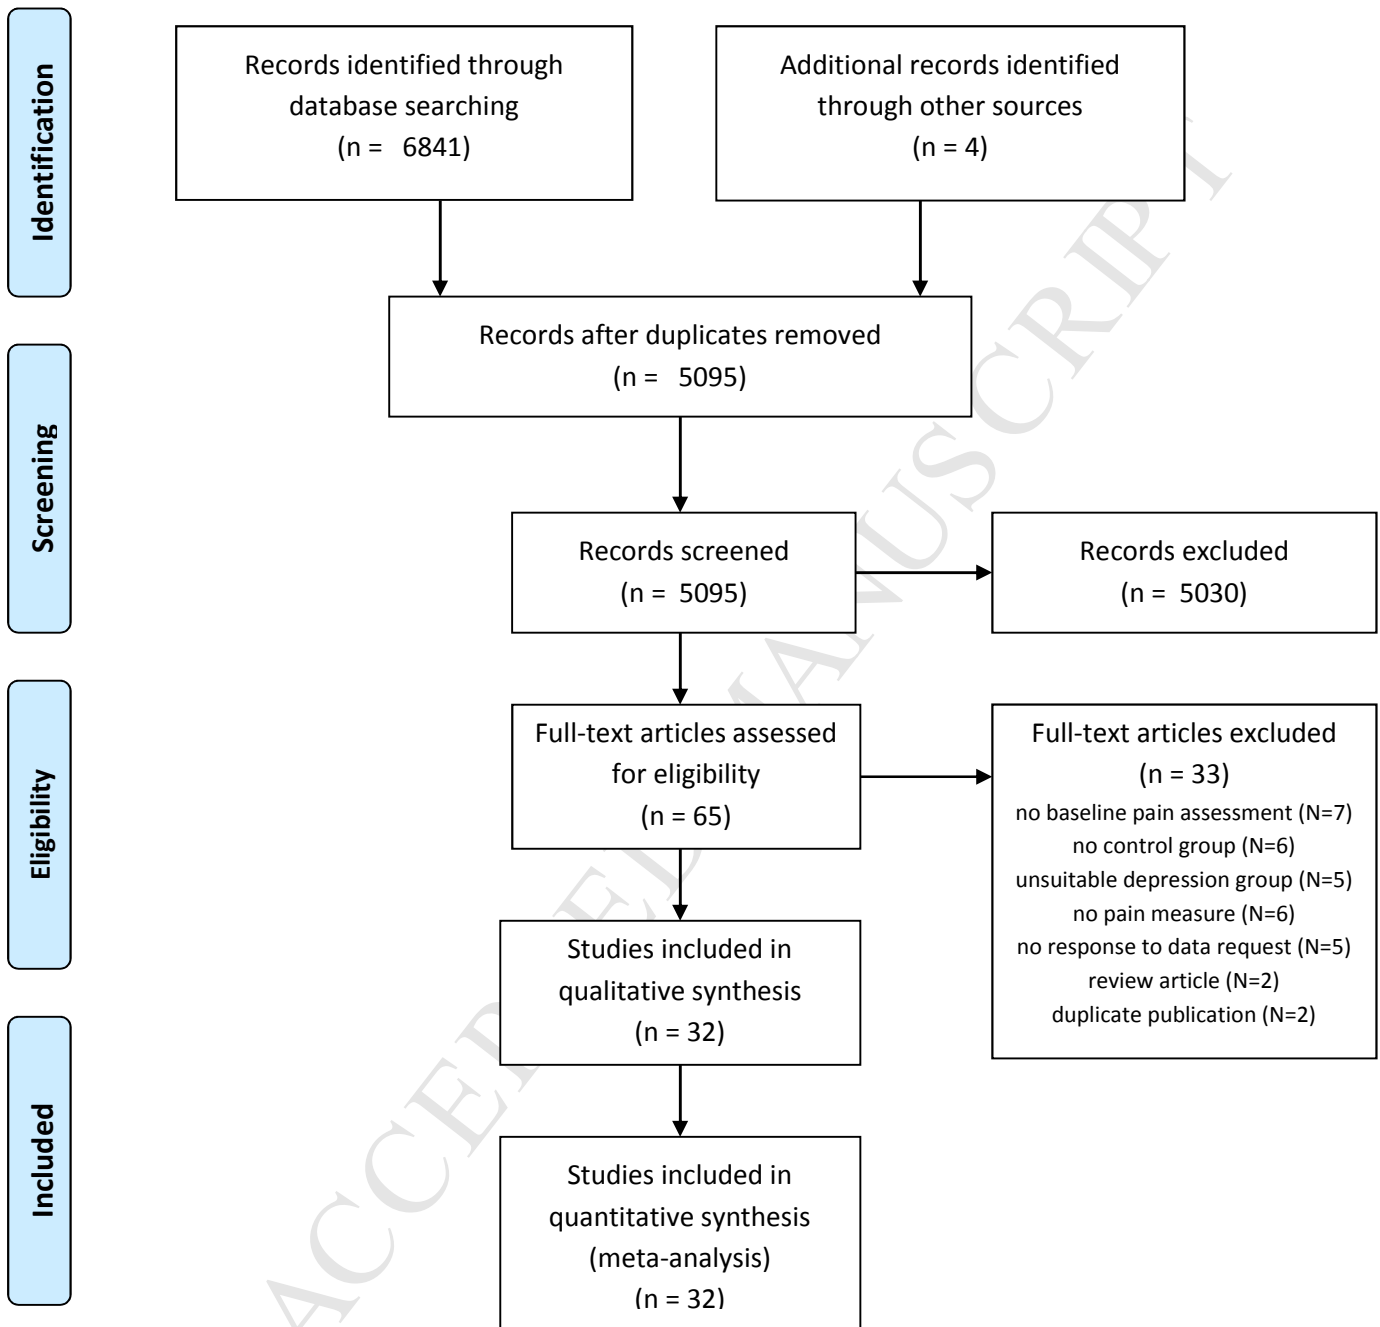 Identification
Records identified through
database searching
(n = 6841)
Additional records identified
through other sources
(n = 4)
Records after duplicates removed
(n = 5095)
Screening
Records screened
(n = 5095)
Records excluded
(n = 5030)
Eligibility
Full-text articles assessed
for eligibility
(n = 65)
Full-text articles excluded
(n = 33)
no baseline pain assessment (N=7)
no control group (N=6)
unsuitable depression group (N=5)
no pain measure (N=6)
no response to data request (N=5)
review article (N=2)
duplicate publication (N=2)
Studies included in
qualitative synthesis
(n = 32)
Included
Studies included in
quantitative synthesis
(meta-analysis)
(n = 32)
ACCEPTED MANUSCRIPT